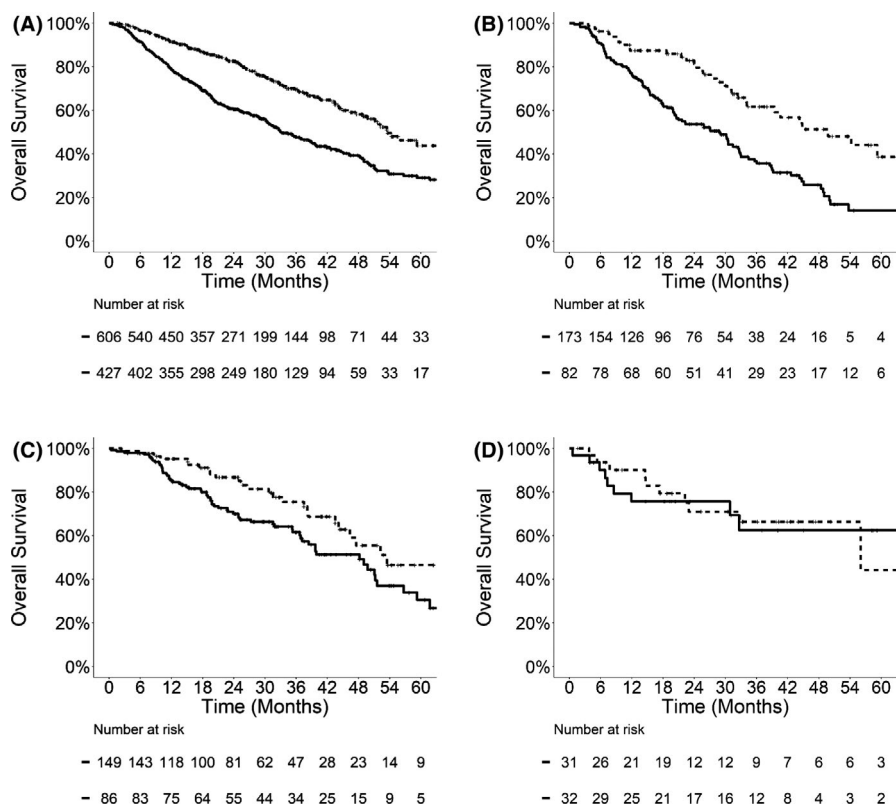 (A)
100%
80%
60%
40%
20%
0%
Overall Survival
0 6 12 18 24 30 36 42 48 54 60
Time (Months)
Number at risk
- 606 540 450 357 271 199 144 98 71 44 33
- 427 402 355 298 249 180 129 94 59 33 17
(B)
100%
80%
60%
40%
20%
0%
Overall Survival
0 6 12 18 24 30 36 42 48 54 60
Time (Months)
Number at risk
- 173 154 126 96 76 54 38 24 16 5 4
- 82 78 68 60 51 41 29 23 17 12 6
(C)
100%
80%
60%
40%
20%
0%
Overall Survival
0 6 12 18 24 30 36 42 48 54 60
Time (Months)
Number at risk
- 149 143 118 100 81 62 47 28 23 14 9
- 86 83 75 64 55 44 34 25 15 9 5
(D)
100%
80%
60%
40%
20%
0%
Overall Survival
0 6 12 18 24 30 36 42 48 54 60
Time (Months)
Number at risk
- 31 26 21 19 12 12 9 7 6 6 3
- 32 29 25 21 17 16 12 8 4 3 2